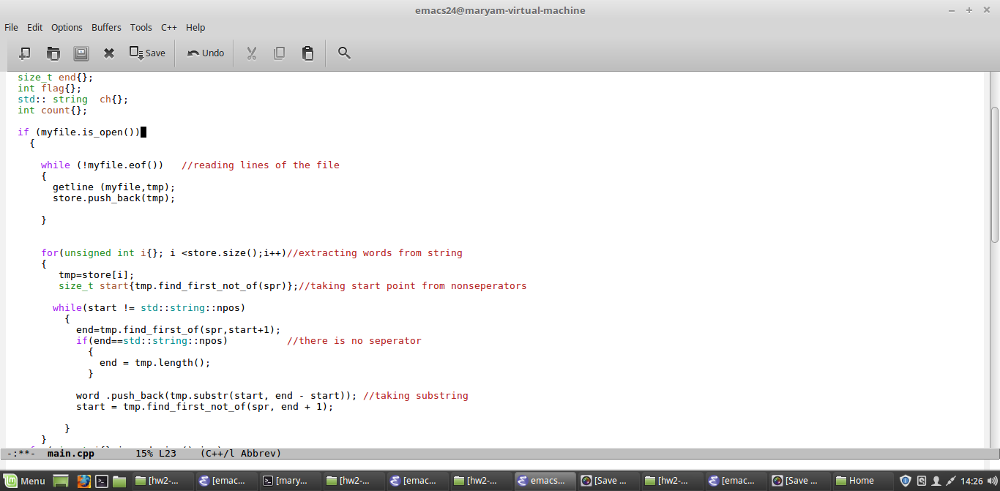 emacs24@maryam-virtual-machine
File Edit Options Buffers Tools C++ Help
Save Undo
size_t end{};
int flag{};
std:: string  ch{};
int count{};
if (myfile.is_open())
{
while (!myfile.eof())   //reading lines of the file
{
getline (myfile,tmp);
store.push_back(tmp);
}
for(unsigned int i{}; i <store.size();i++)//extracting words from string
{
tmp=store[i];
size_t start{tmp.find_first_not_of(spr)};//taking start point from nonseperators
while(start != std::string::npos)
{
end=tmp.find_first_of(spr,start+1);
if(end==std::string::npos)          //there is no seperator
{
end = tmp.length();
}
word .push_back(tmp.substr(start, end - start)); //taking substring
start = tmp.find_first_not_of(spr, end + 1);
}
}
-:**-  main.cpp       15% L23    (C++/l Abbrev)
Menu [hw2-... [emac... [mary... [hw2-... [emac... [hw2-... emacs... [Save ... [hw2-... [emac... [Save ... Home 14:26